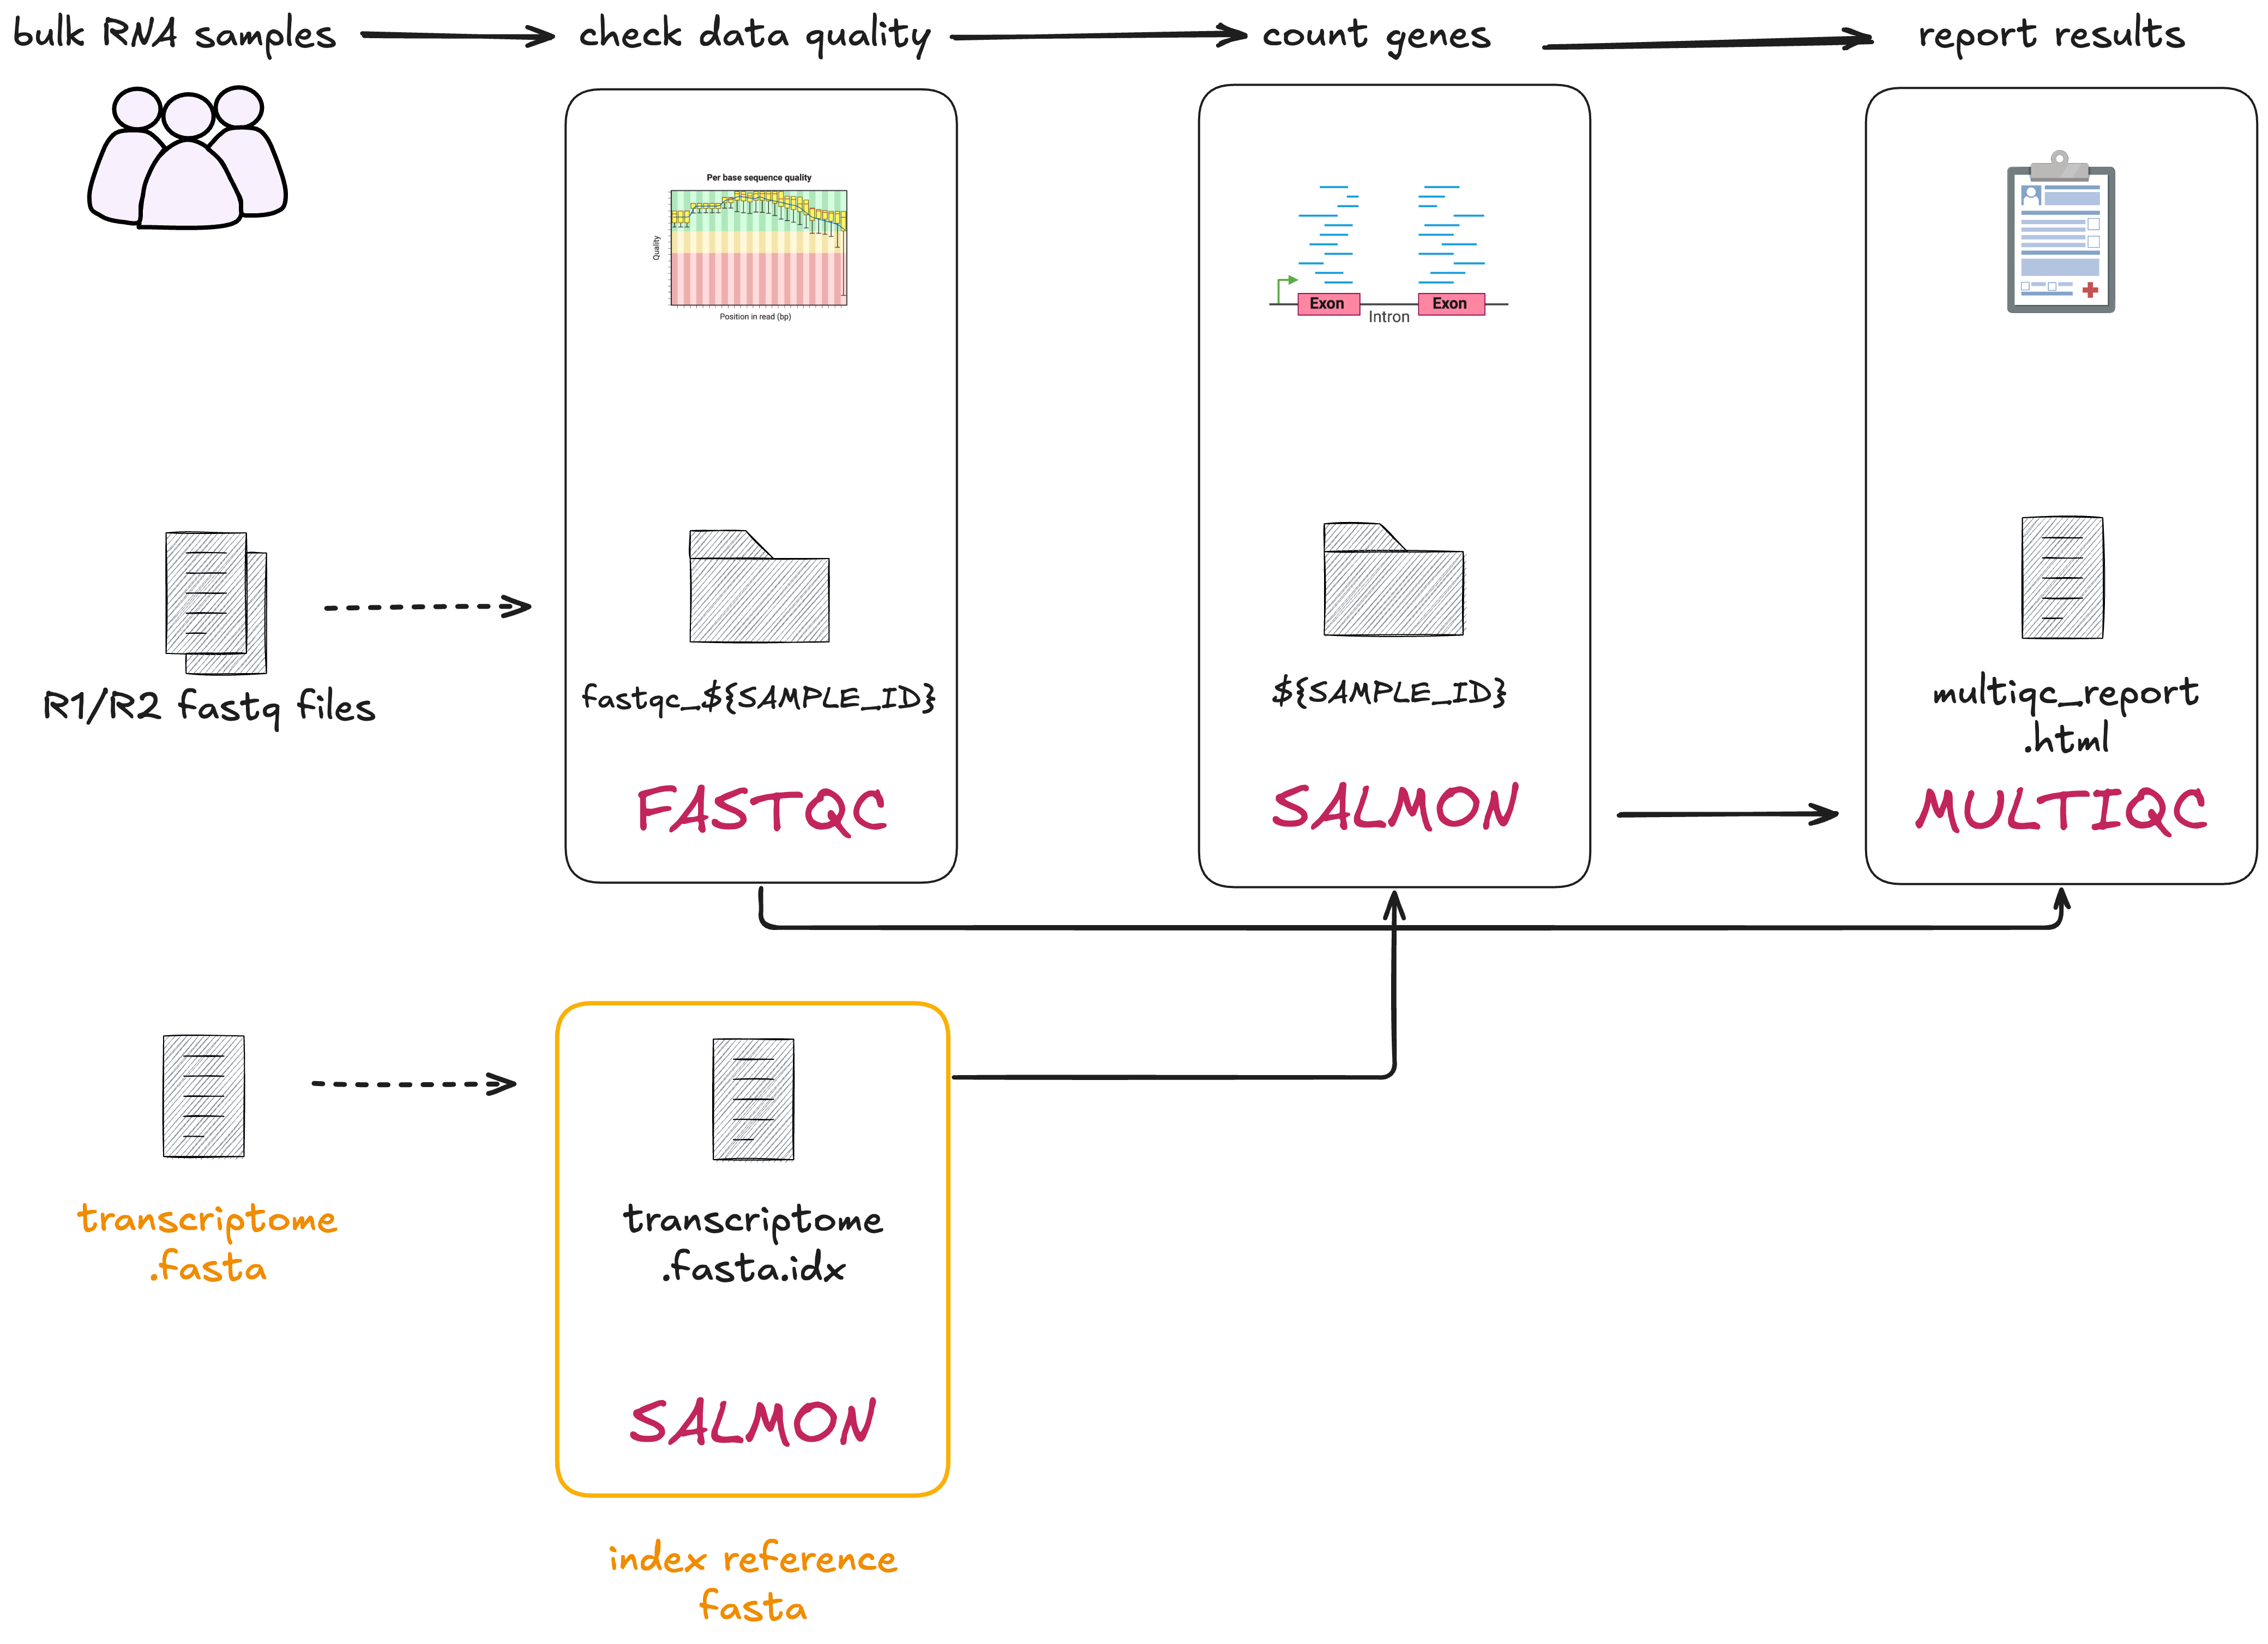 bulk RNA samples
check data quality
count genes
report results
Per base sequence quality
Quality
Position in read (bp)
Exon
Intron
Exon
R1/R2 fastq files
fastqc_${SAMPLE_ID}
FASTQC
${SAMPLE_ID}
SALMON
multiqc_report
.html
MULTIQC
transcriptome
.fasta
transcriptome
.fasta.idx
SALMON
index reference
fasta